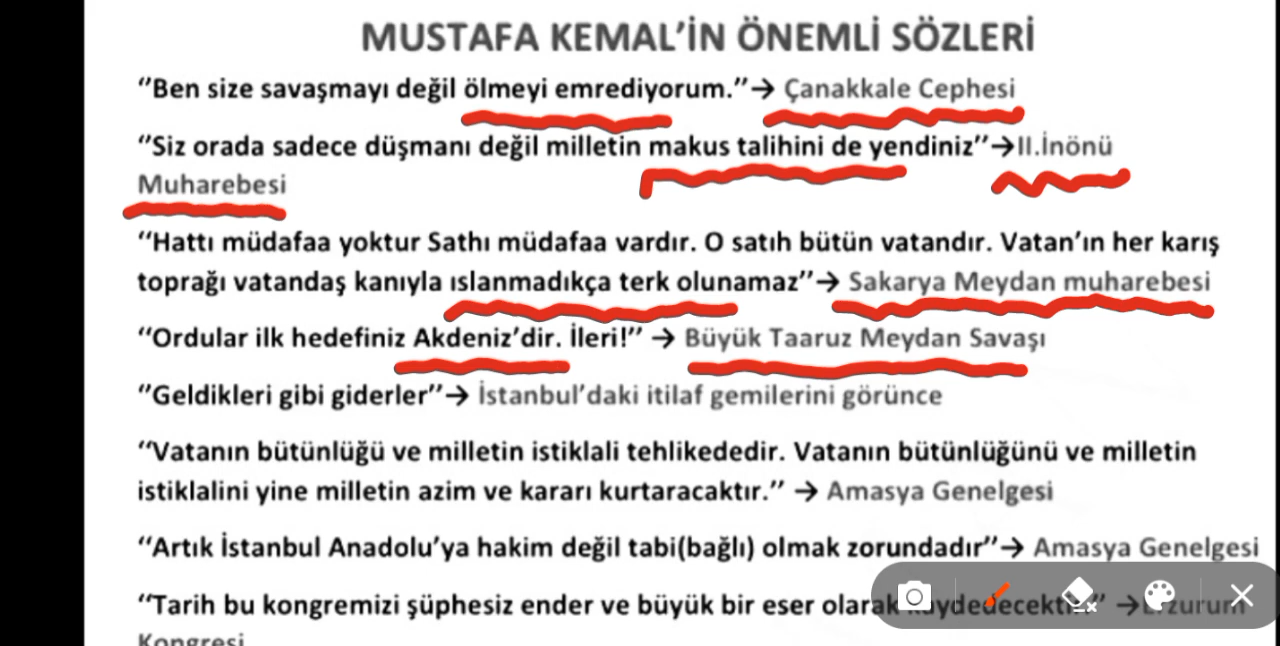 MUSTAFA KEMAL’İN ÖNEMLİ SÖZLERİ
‘’Ben size savaşmayı değil ölmeyi emrediyorum.’’→ Çanakkale Cephesi
‘’Siz orada sadece düşmanı değil milletin makus talihini de yendiniz’’→II.İnönü
Muharebesi
‘’Hattı müdafaa yoktur Sathı müdafaa vardır. O satıh bütün vatandır. Vatan’ın her karış
toprağı vatandaş kanıyla ıslanmadıkça terk olunamaz’’→ Sakarya Meydan muharebesi
‘’Ordular ilk hedefiniz Akdeniz’dir. İleri!’’ → Büyük Taaruz Meydan Savaşı
‘’Geldikleri gibi giderler’’→ İstanbul’daki itilaf gemilerini görünce
‘’Vatanın bütünlüğü ve milletin istiklali tehlikededir. Vatanın bütünlüğünü ve milletin
istiklalini yine milletin azim ve kararı kurtaracaktır.’’ → Amasya Genelgesi
‘’Artık İstanbul Anadolu’ya hakim değil tabi(bağlı) olmak zorundadır’’→ Amasya Genelgesi
‘’Tarih bu kongremizi şüphesiz ender ve büyük bir eser olarak kaydedecektir.’’ →Erzurum
Kongresi